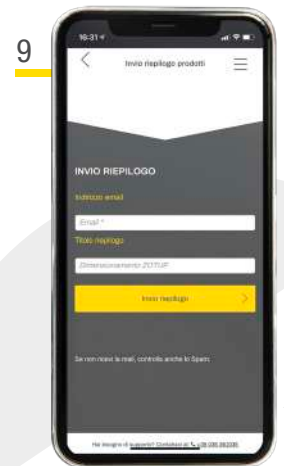 9
16:31
Invio riepilogo prodotti
INVIO RIEPILOGO
Indirizzo email
Email *
Titolo riepilogo
Dimensionamento ZOTUP
Invio riepilogo
Se non ricevi la mail, controlla anche lo Spam.
Hai bisogno di supporto? Contattaci al